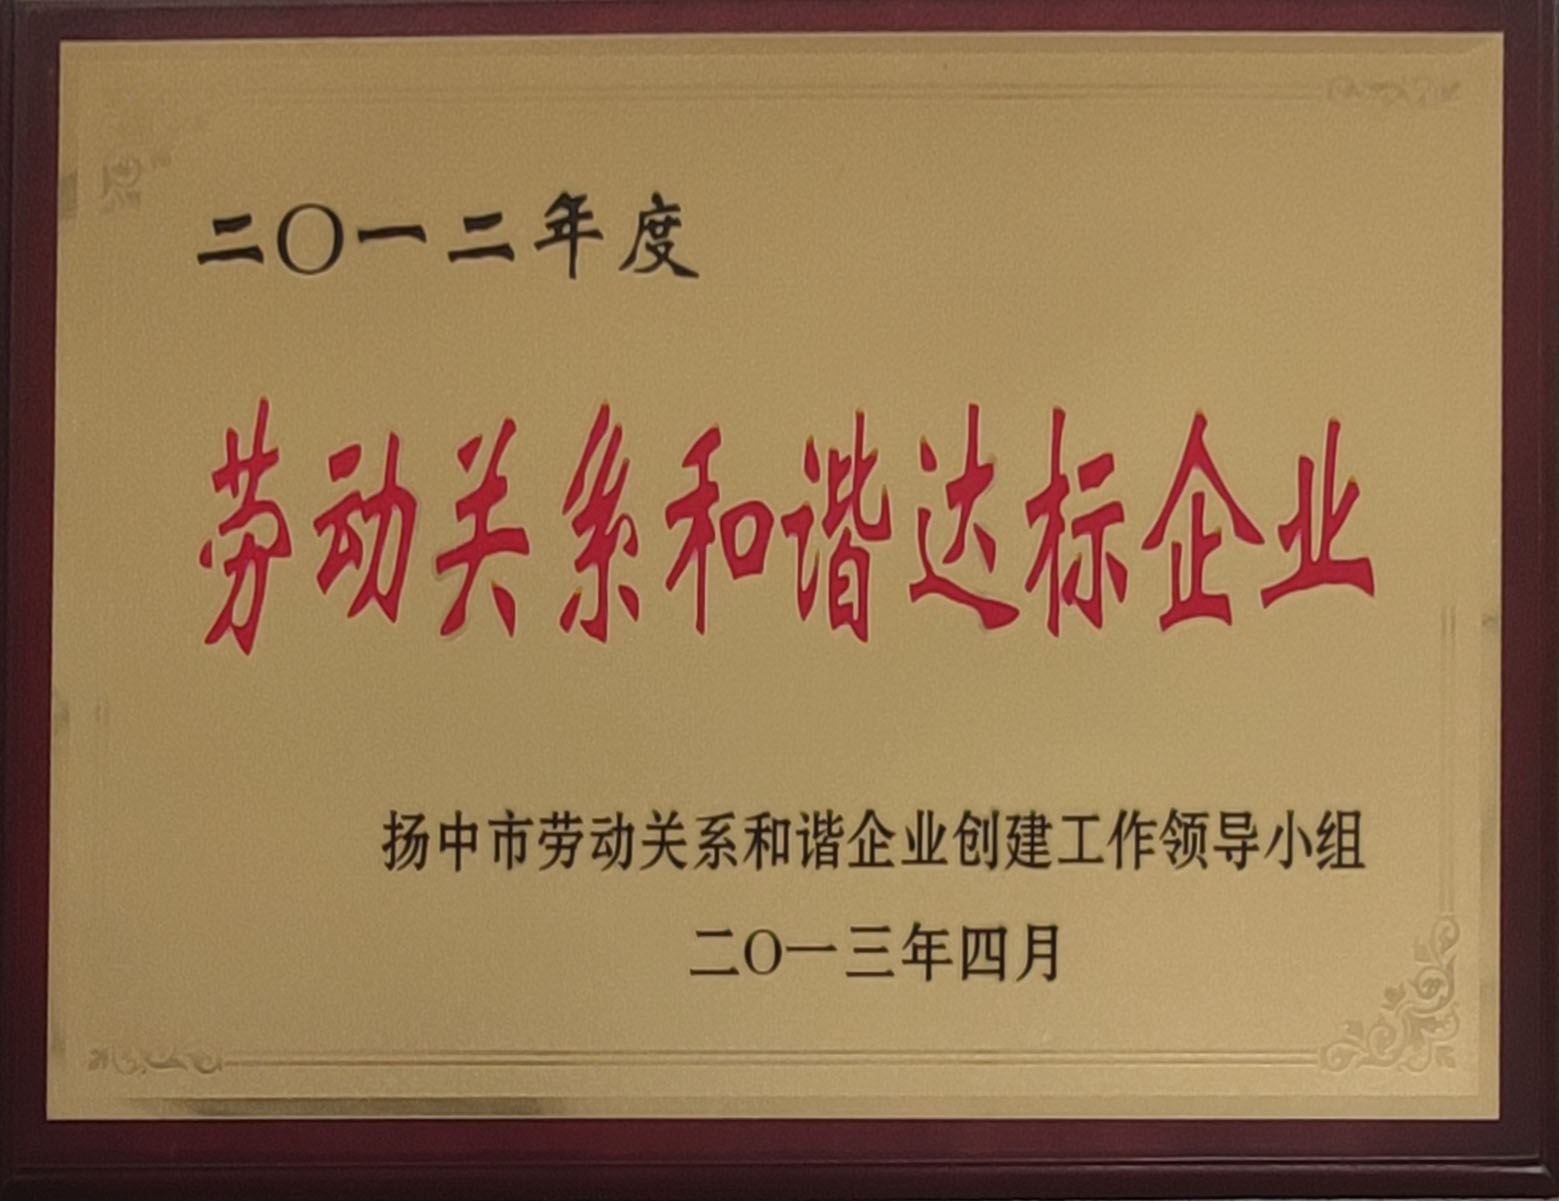 二〇一二年度
劳动关系和谐达标企业
扬中市劳动关系和谐企业创建工作领导小组
二〇一三年四月